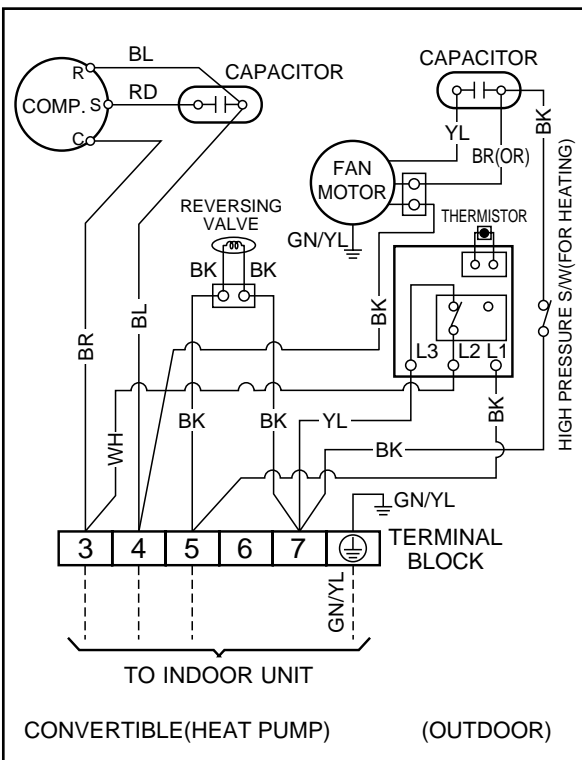 BL
CAPACITOR
R
COMP.
S
RD
C
CAPACITOR
YL
BR(OR)
BK
FAN
MOTOR
GN/YL
THERMISTOR
HIGH PRESSURE S/W(FOR HEATING)
REVERSING
VALVE
BK BK
BR
BL
BK
L3 L2 L1
WH
BK
BK
YL
BK
BK
GN/YL
3 4 5 6 7
TERMINAL
BLOCK
GN/YL
TO INDOOR UNIT
CONVERTIBLE(HEAT PUMP) (OUTDOOR)